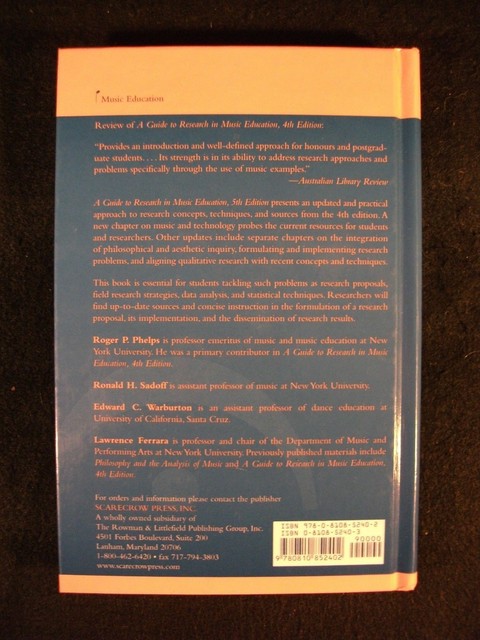 Music Education
Review of A Guide to Research in Music Education, 4th Edition:
“Provides an introduction and well-defined approach for honours and postgrad-
uate students. . . . Its strength is in its ability to address research approaches and
problems specifically through the use of music examples.”
—Australian Library Review
A Guide to Research in Music Education, 5th Edition presents an updated and practical
approach to research concepts, techniques, and sources from the 4th edition. A
new chapter on music and technology probes the current resources for students
and researchers. Other updates include separate chapters on the integration
of philosophical and aesthetic inquiry, formulating and implementing research
problems, and aligning qualitative research with recent concepts and techniques.
This book is essential for students tackling such problems as research proposals,
field research strategies, data analysis, and statistical techniques. Researchers will
find up-to-date sources and concise instruction in the formulation of a research
proposal, its implementation, and the dissemination of research results.
Roger P. Phelps is professor emeritus of music and music education at New
York University. He was a primary contributor in A Guide to Research in Music
Education, 4th Edition.
Ronald H. Sadoff is assistant professor of music at New York University.
Edward C. Warburton is an assistant professor of dance education at
University of California, Santa Cruz.
Lawrence Ferrara is professor and chair of the Department of Music and
Performing Arts at New York University. Previously published materials include
Philosophy and the Analysis of Music and A Guide to Research in Music Education,
4th Edition.
For orders and information please contact the publisher
SCARECROW PRESS, INC.
A wholly owned subsidiary of
The Rowman & Littlefield Publishing Group, Inc.
4501 Forbes Boulevard, Suite 200
Lanham, Maryland 20706
1-800-462-6420 • fax 717-794-3803
www.scarecrowpress.com
ISBN 978-0-8108-5240-2
ISBN 0-8108-5240-3
90000
9 780810 852402